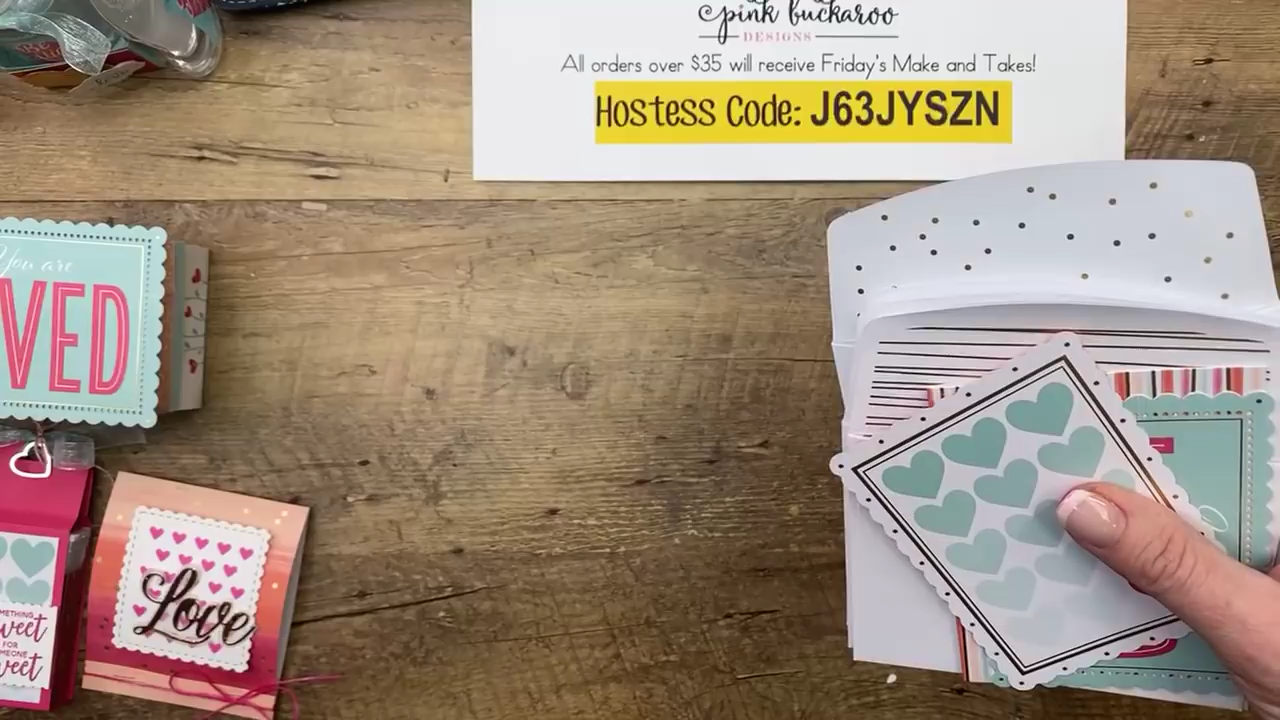 pink buckaroo
DESIGNS
All orders over $35 will receive Friday's Make and Takes!
Hostess Code: J63JYSZN
You are
VED
Love
weet
FOR
weet